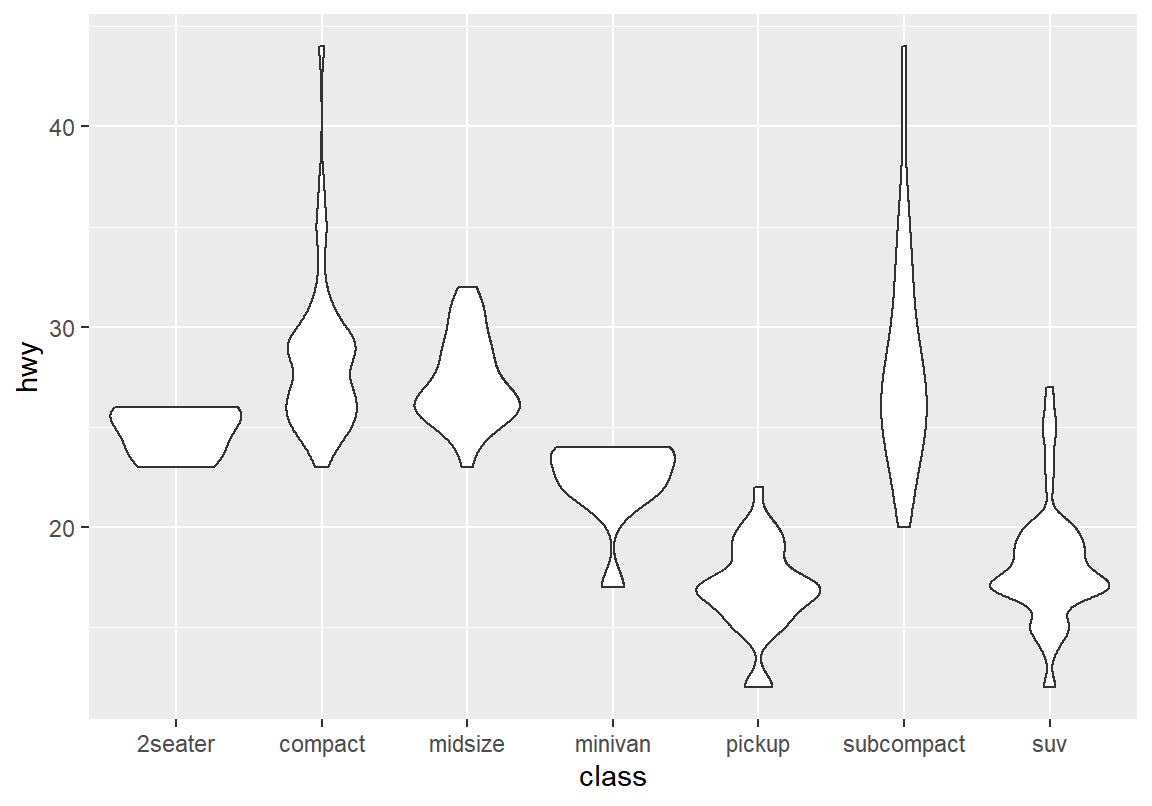 40
30
20
hwy
2seater compact midsize minivan pickup subcompact suv
class